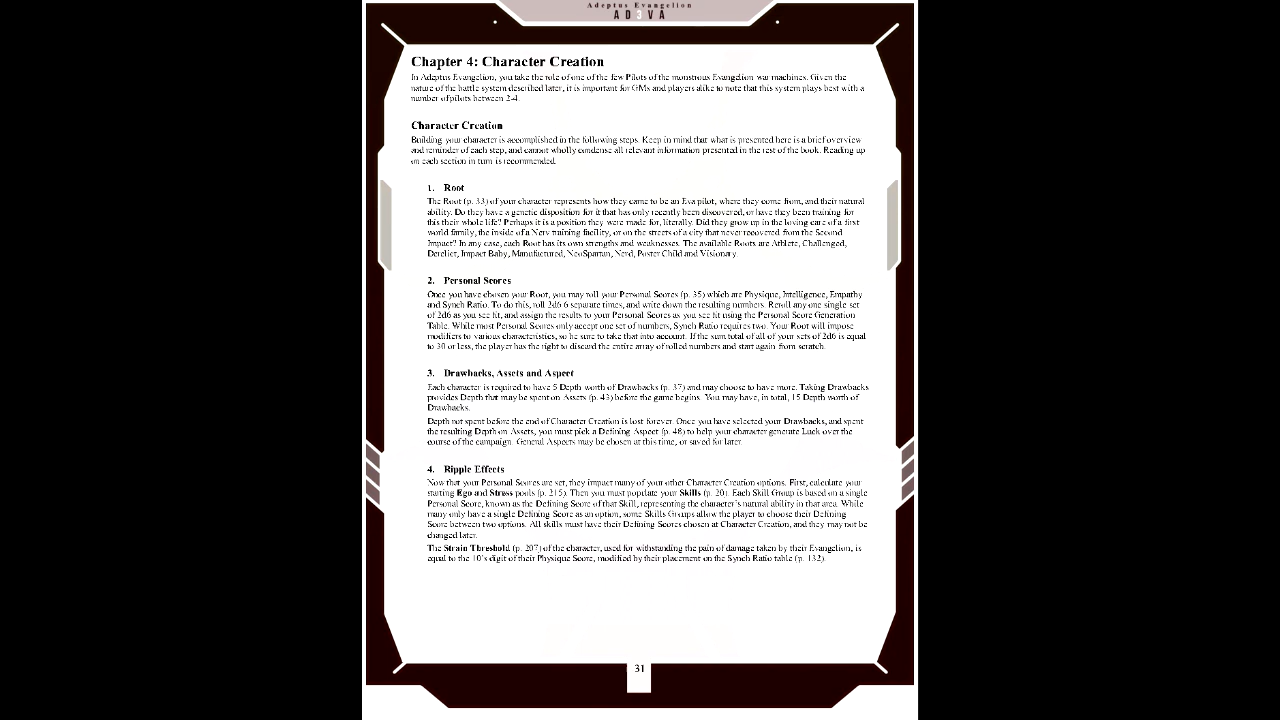 Adeptus Evangelion
AD3VA
Chapter 4: Character Creation
In Adeptus Evangelion, you take the role of one of the few Pilots of the monstrous Evangelion war machines. Given the
nature of the battle system described later, it is important for GMs and players alike to note that this system plays best with a
number of pilots between 2-4.
Character Creation
Building your character is accomplished in the following steps. Keep in mind that what is presented here is a brief overview
and reminder of each step, and cannot wholly condense all relevant information presented in the rest of the book. Reading up
on each section in turn is recommended.
1. Root
The Root (p. 33) of your character represents how they came to be an Eva pilot, where they come from, and their natural
ability. Do they have a genetic disposition for it that has only recently been discovered, or have they been training for
this their whole life? Perhaps it is a position they were made for, literally. Did they grow up in the loving care of a first
world family, the inside of a Nerv training facility, or on the streets of a city that never recovered from the Second
Impact? In any case, each Root has its own strengths and weaknesses. The available Roots are Athlete, Challenged,
Derelict, Impact Baby, Manufactured, NeoSpartan, Nerd, Poster Child and Visionary.
2. Personal Scores
Once you have chosen your Root, you may roll your Personal Scores (p. 35) which are Physique, Intelligence, Empathy
and Synch Ratio. To do this, roll 2d6 6 separate times, and write down the resulting numbers. Reroll any one single set
of 2d6 as you see fit, and assign the results to your Personal Scores as you see fit using the Personal Score Generation
Table. While most Personal Scores only accept one set of numbers, Synch Ratio requires two. Your Root will impose
modifiers to various characteristics, so be sure to take that into account. If the sum total of all of your sets of 2d6 is equal
to 30 or less, the player has the right to discard the entire array of rolled numbers and start again from scratch.
3. Drawbacks, Assets and Aspect
Each character is required to have 5 Depth worth of Drawbacks (p. 37) and may choose to have more. Taking Drawbacks
provides Depth that may be spent on Assets (p. 43) before the game begins. You may have, in total, 15 Depth worth of
Drawbacks.
Depth not spent before the end of Character Creation is lost forever. Once you have selected your Drawbacks, and spent
the resulting Depth on Assets, you must pick a Defining Aspect (p. 48) to help your character generate Luck over the
course of the campaign. General Aspects may be chosen at this time, or saved for later.
4. Ripple Effects
Now that your Personal Scores are set, they impact many of your other Character Creation options. First, calculate your
starting Ego and Stress pools (p. 215). Then you must populate your Skills (p. 20). Each Skill Group is based on a single
Personal Score, known as the Defining Score of that Skill, representing the character's natural ability in that area. While
many only have a single Defining Score as an option, some Skills Groups allow the player to choose their Defining
Score between two options. All skills must have their Defining Scores chosen at Character Creation, and they may not be
changed later.
The Strain Threshold (p. 207) of the character, used for withstanding the pain of damage taken by their Evangelion, is
equal to the 10's digit of their Physique Score, modified by their placement on the Synch Ratio table (p. 132).
31